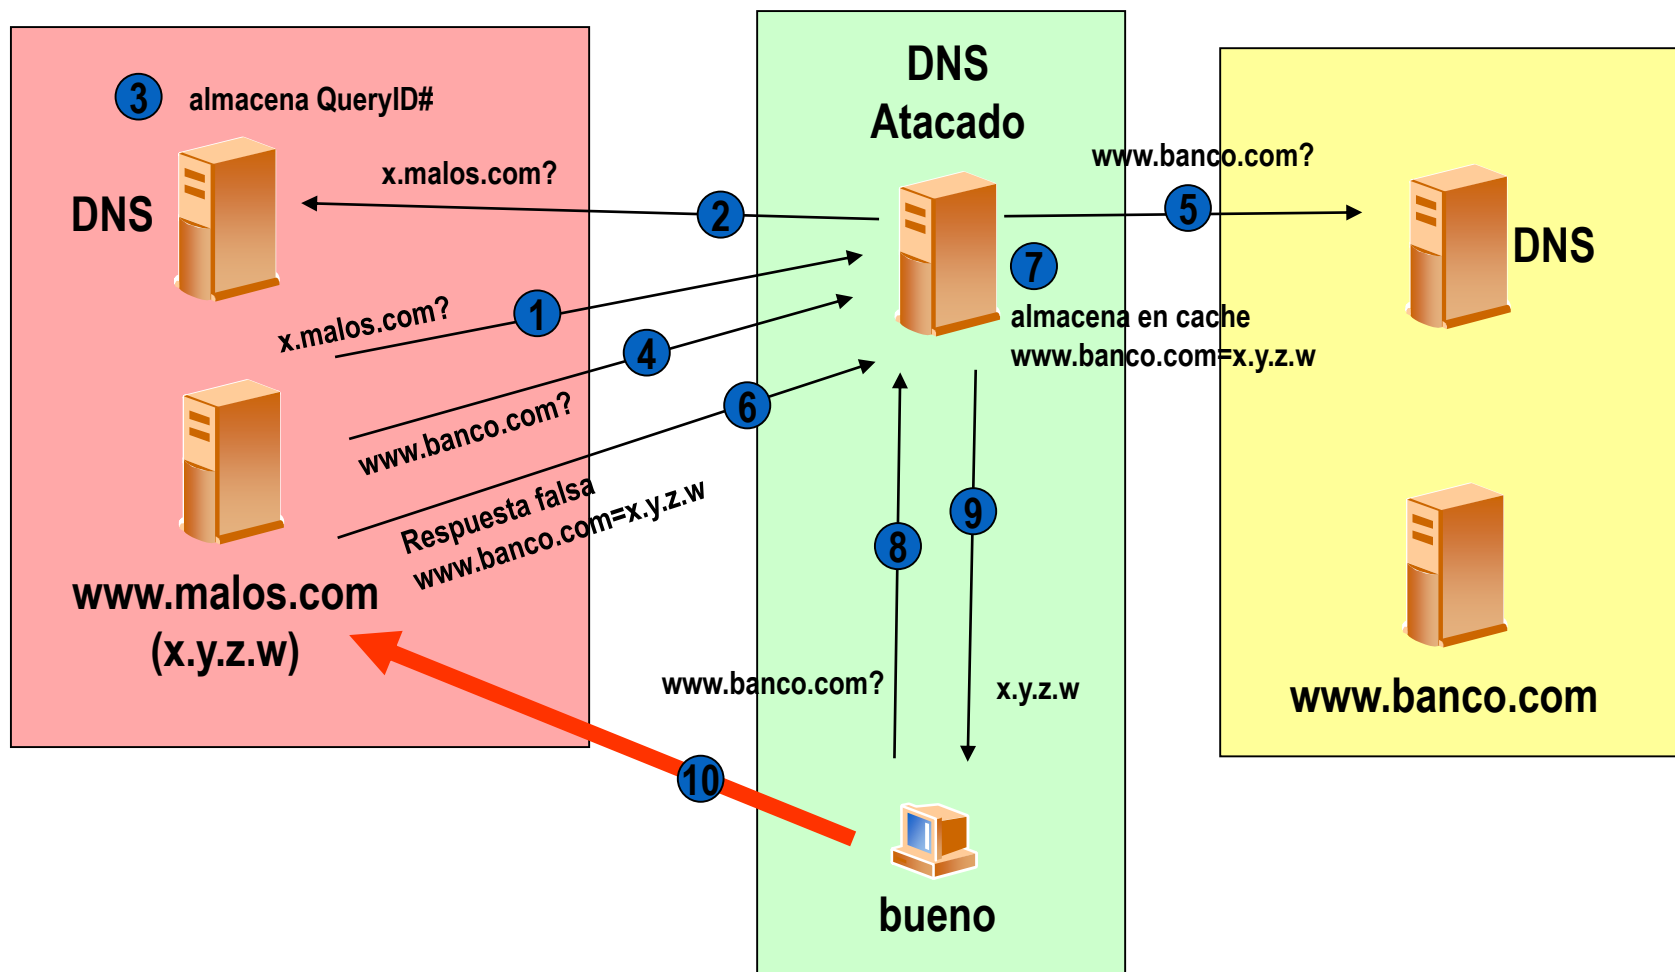 3
almacena QueryID#
DNS
x.malos.com?
2
x.malos.com?
1
4
www.banco.com?
6
Respuesta falsa
www.banco.com=x.y.z.w
www.malos.com
(x.y.z.w)
10
DNS
Atacado
7
almacena en cache
www.banco.com=x.y.z.w
8
9
www.banco.com?
x.y.z.w
bueno
www.banco.com?
5
DNS
www.banco.com